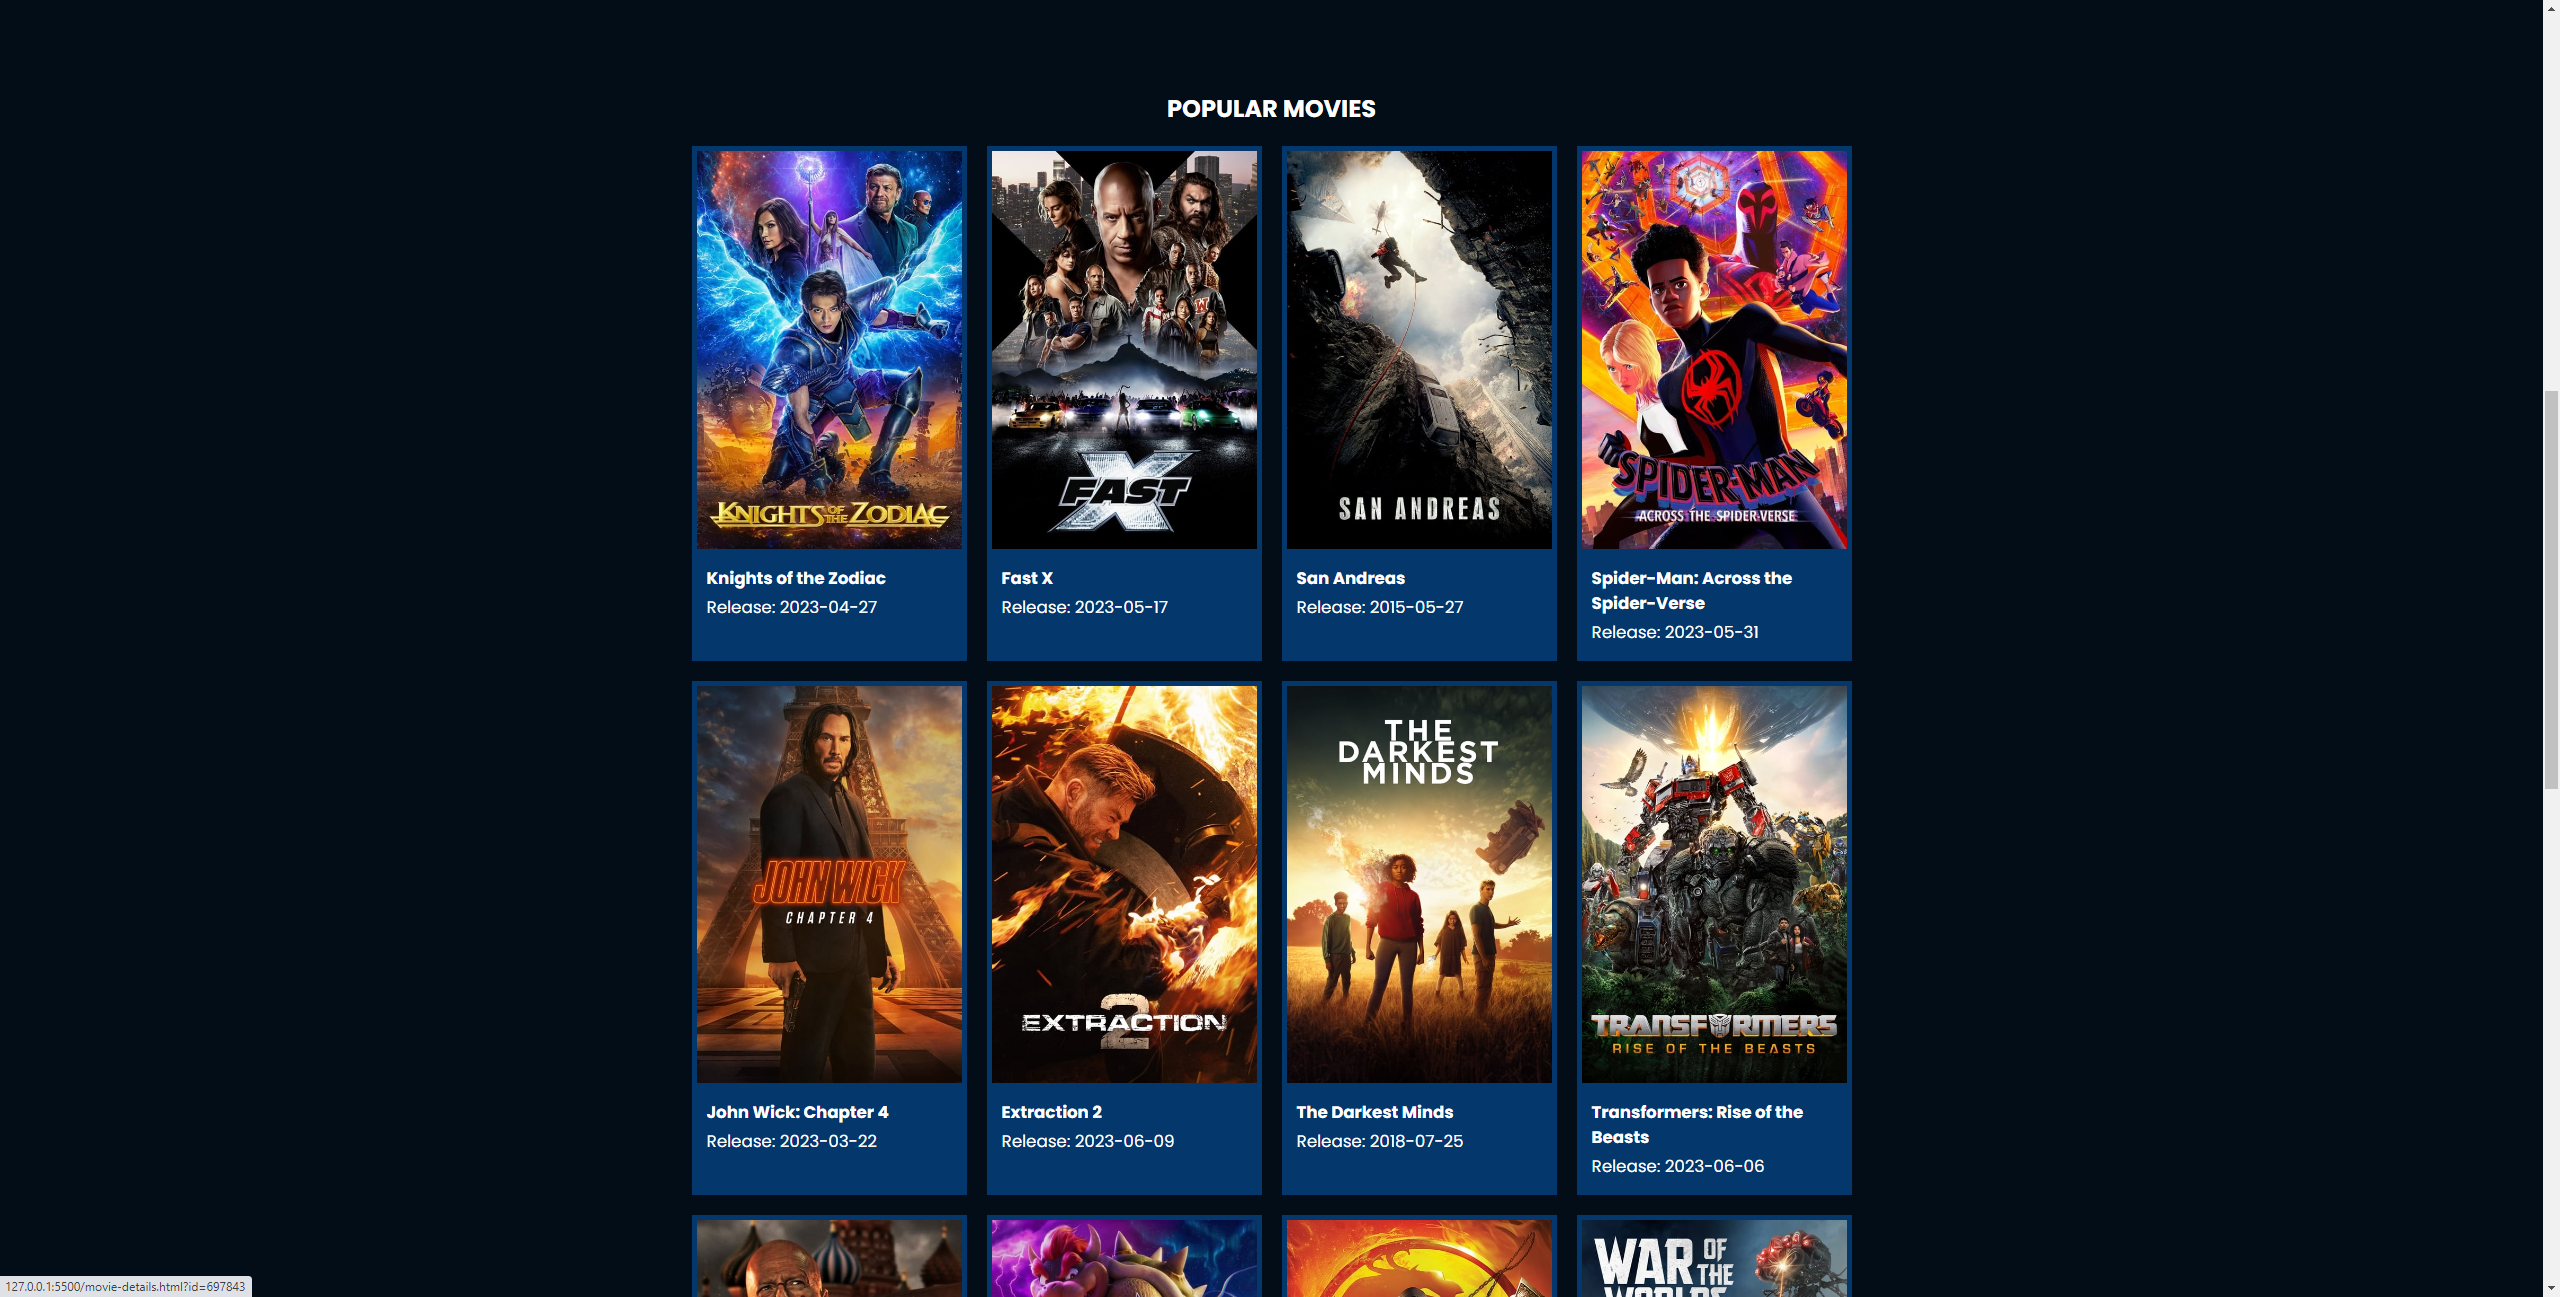 POPULAR MOVIES
KNIGHTS OF THE ZODIAC
FAST X
SAN ANDREAS
SPIDER-MAN
ACROSS THE SPIDER-VERSE
Knights of the Zodiac
Release: 2023-04-27
Fast X
Release: 2023-05-17
San Andreas
Release: 2015-05-27
Spider-Man: Across the
Spider-Verse
Release: 2023-05-31
JOHN WICK
CHAPTER 4
EXTRACTION
2
THE
DARKEST
MINDS
TRANSFORMERS
RISE OF THE BEASTS
John Wick: Chapter 4
Release: 2023-03-22
Extraction 2
Release: 2023-06-09
The Darkest Minds
Release: 2018-07-25
Transformers: Rise of the
Beasts
Release: 2023-06-06
WAR OF THE
WORLDS
127.0.0.1:5500/movie-details.html?id=697843